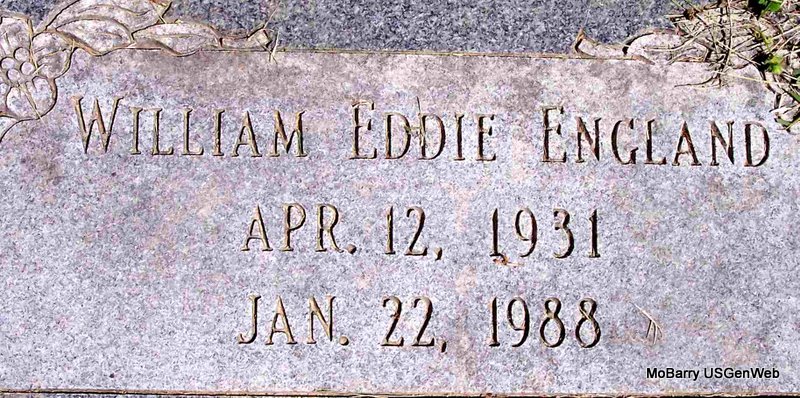 William Eddie England
Apr. 12, 1931
Jan. 22, 1988
MoBarry USGenWeb